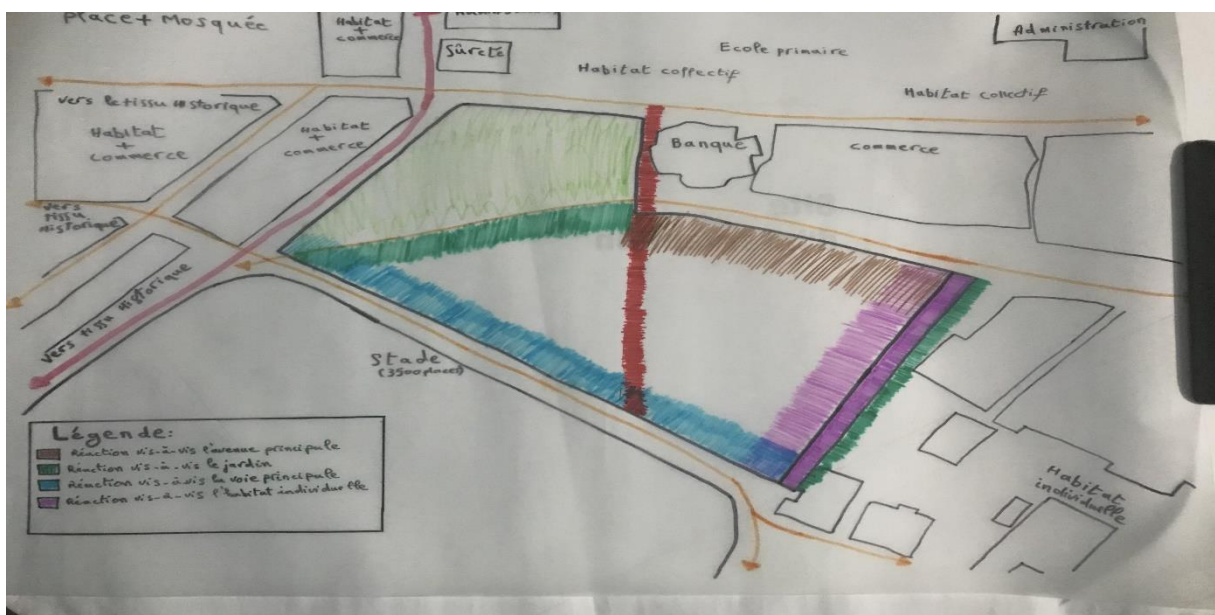 Place + Mosquée
Habitat
+
commerce
Sûreté
Ecole primaire
Administration
Habitat collectif
Habitat collectif
vers le tissu Historique
Habitat
+
commerce
Habitat
+
commerce
Banque
Commerce
vers
tissu
Historique
vers tissu Historique
Stade
(3500 places)
Légende:
Réaction vis-à-vis l'avenue principule
Réaction vis-à-vis le jardin
Réaction vis-à-vis la voie principule
Réaction vis-à-vis l'habitat individuelle
Habitat
individuelle